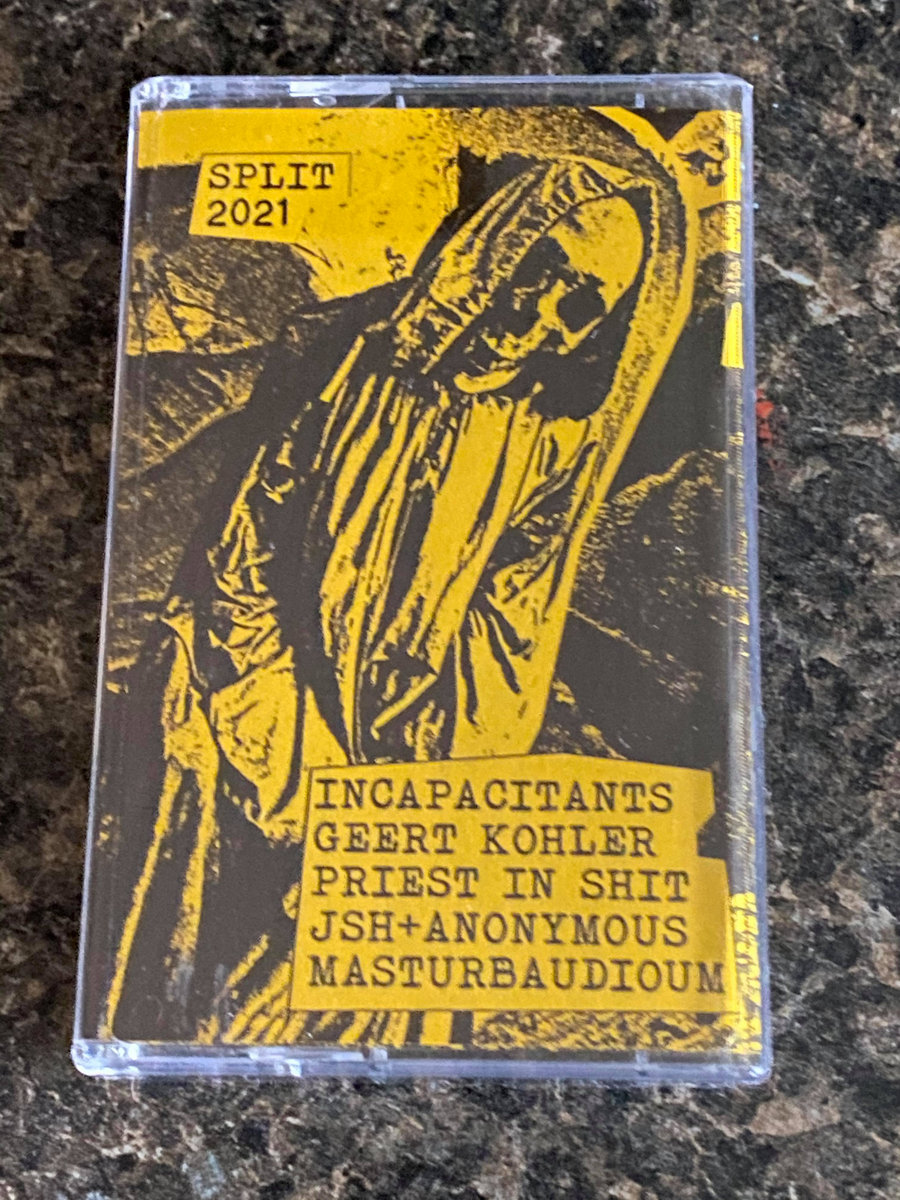 SPLIT
2021
INCAPACITANTS
GEERT KOHLER
PRIEST IN SHIT
JSH+ANONYMOUS
MASTURBAUDIOUM